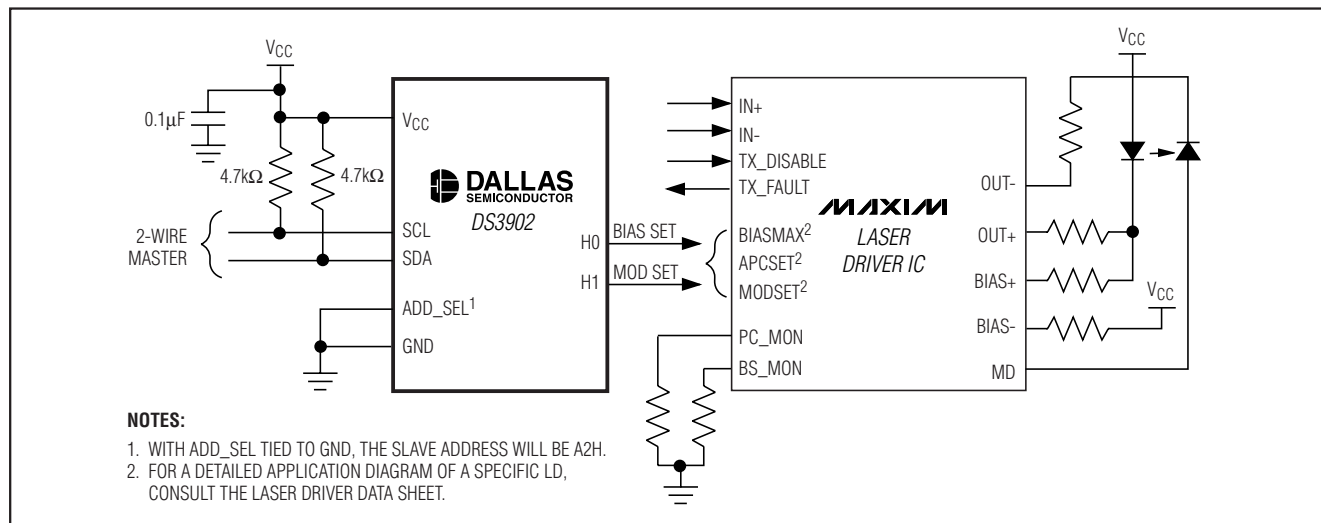 VCC
0.1µF
4.7kΩ
4.7kΩ
2-WIRE
MASTER
VCC
SCL
SDA
ADD_SEL1
GND
DALLAS
SEMICONDUCTOR
DS3902
H0
H1
BIAS SET
MOD SET
IN+
IN-
TX_DISABLE
TX_FAULT
BIASMAX2
APCSET2
MODSET2
PC_MON
BS_MON
MAXIM
LASER
DRIVER IC
OUT-
OUT+
BIAS+
BIAS-
MD
VCC
VCC
NOTES:
1. WITH ADD_SEL TIED TO GND, THE SLAVE ADDRESS WILL BE A2H.
2. FOR A DETAILED APPLICATION DIAGRAM OF A SPECIFIC LD,
CONSULT THE LASER DRIVER DATA SHEET.